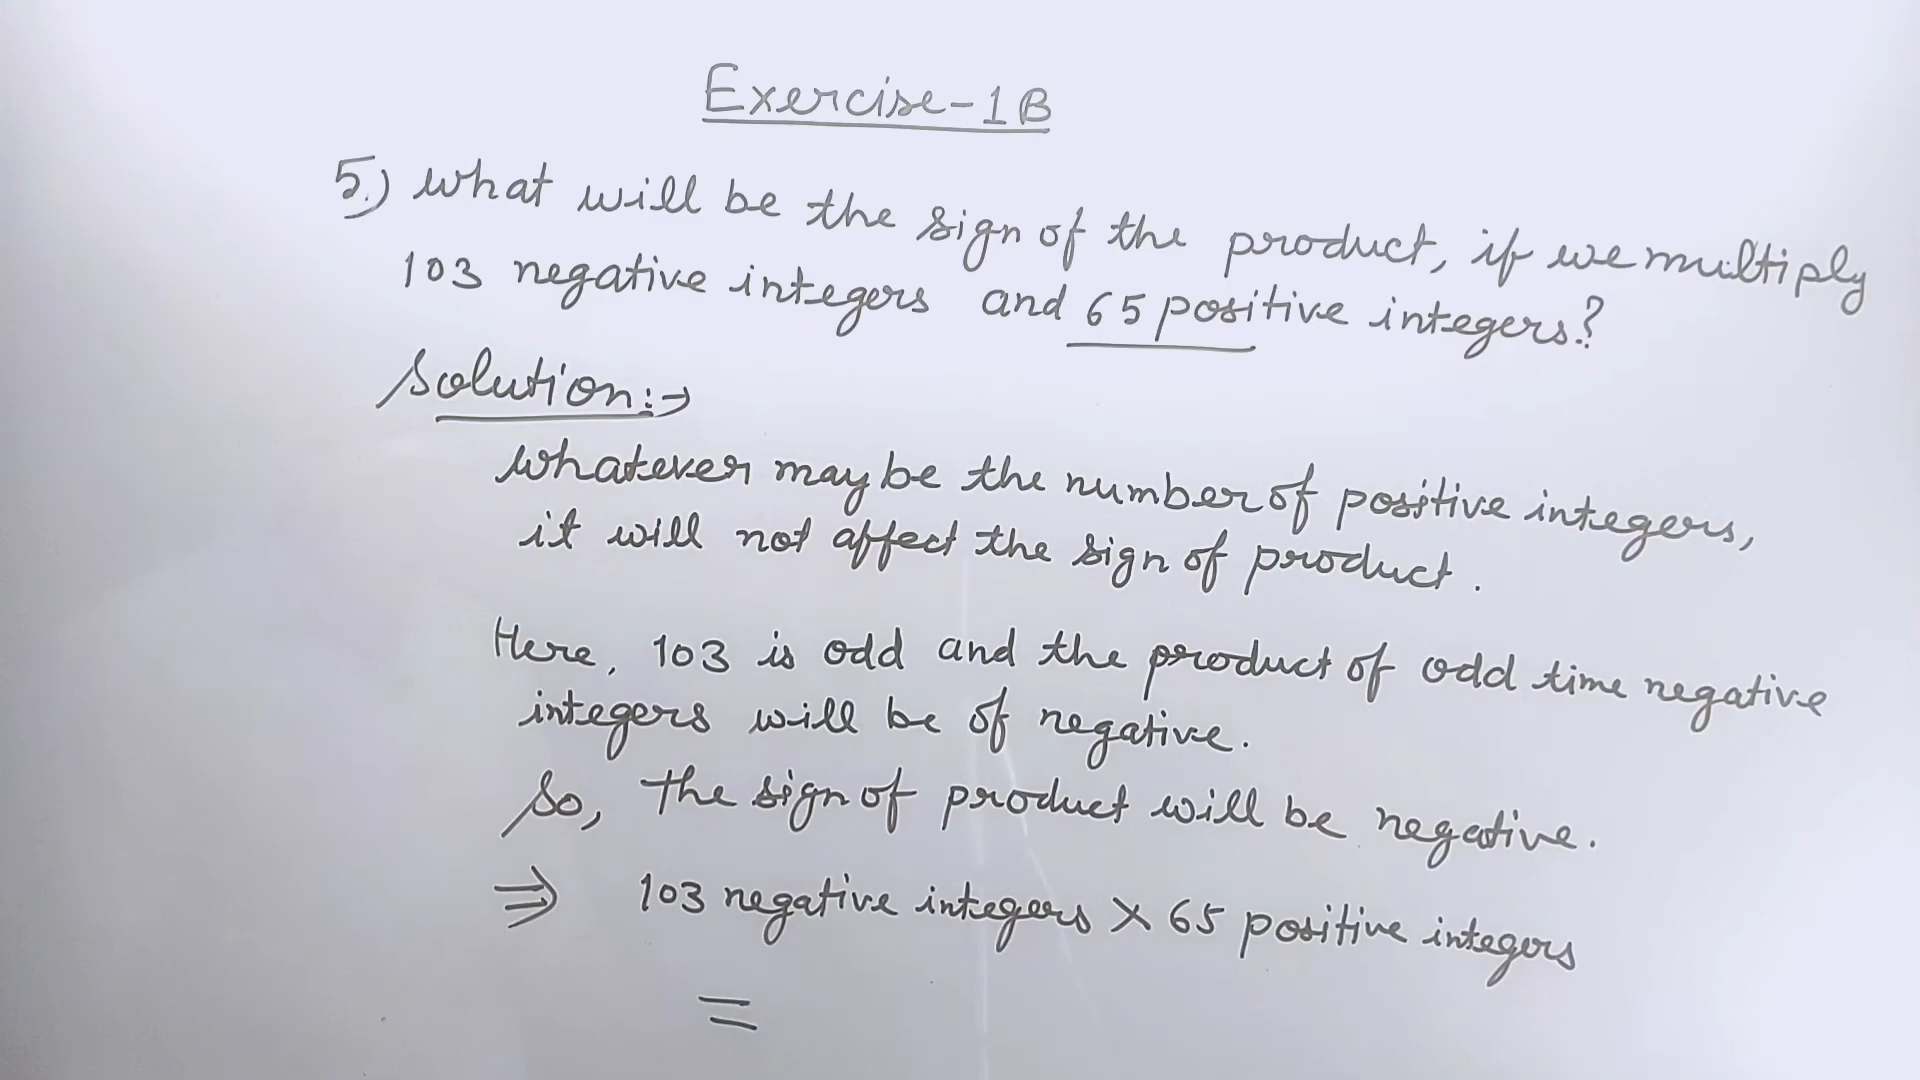 Exercise-1B
5.) What will be the sign of the product, if we multiply
103 negative integers and 65 positive integers?
Solution:→
Whatever may be the number of positive integers,
it will not affect the sign of product.
Here, 103 is odd and the product of odd time negative
integers will be of negative.
So, the sign of product will be negative.
⇒ 103 negative integers × 65 positive integers
=